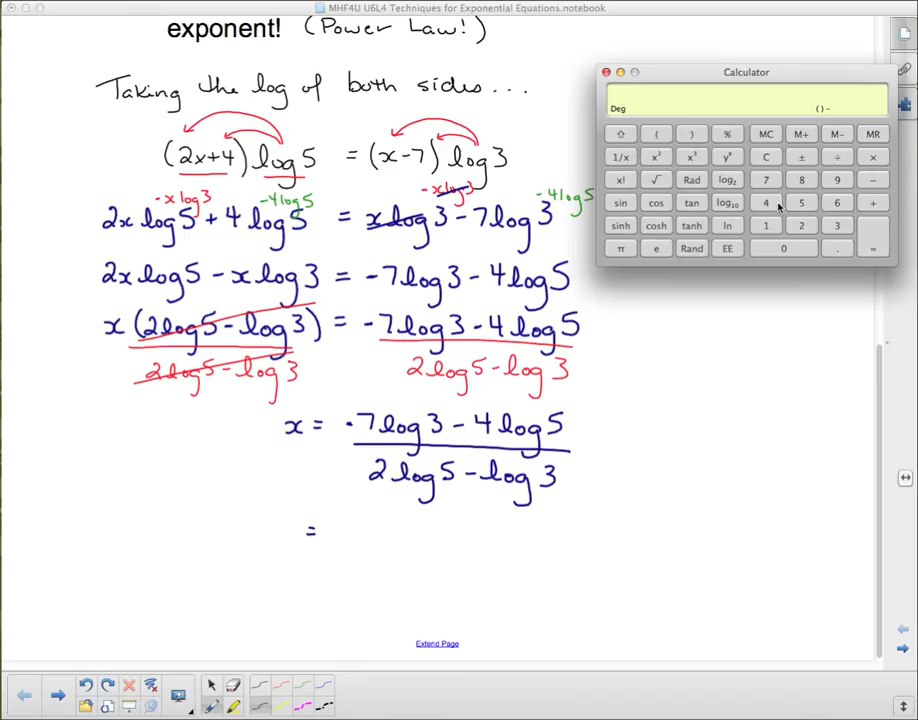 MHF4U U6L4 Techniques for Exponential Equations.notebook
exponent! (Power Law!)
Taking the log of both sides...
(2x+4) log 5 = (x-7) log 3
-x log 3 -4 log 5 -x log 3 -4 log 5
2x log 5 + 4 log 5 = x log 3 - 7 log 3
2x log 5 - x log 3 = -7 log 3 - 4 log 5
x (2 log 5 - log 3) = -7 log 3 - 4 log 5
2 log 5 - log 3 2 log 5 - log 3
x = -7 log 3 - 4 log 5
2 log 5 - log 3
=
Extend Page
Calculator
Deg () -
( ) % MC M+ M- MR
1/x x² x³ yˣ C ± ÷ ×
x! √ Rad log₂ 7 8 9 −
sin cos tan log₁₀ 4 5 6 +
sinh cosh tanh ln 1 2 3 =
π e Rand EE 0 .